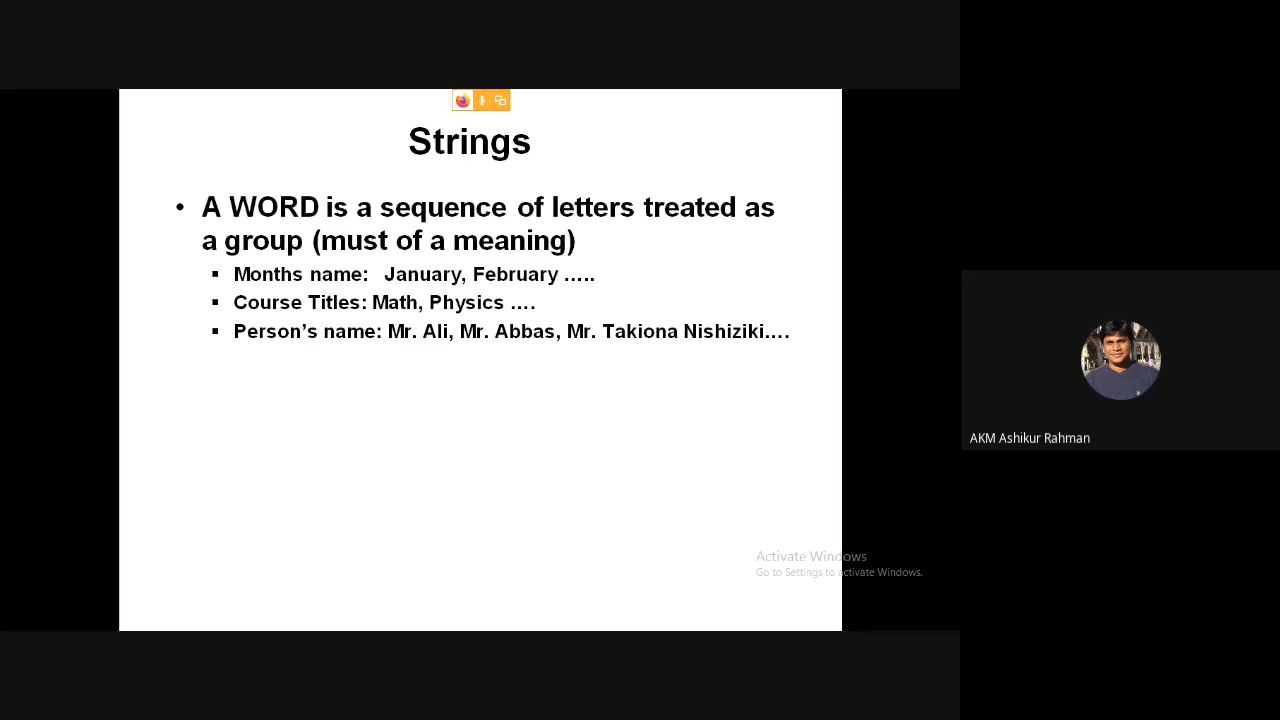 Strings
• A WORD is a sequence of letters treated as
a group (must of a meaning)
▪ Months name: January, February …..
▪ Course Titles: Math, Physics ….
▪ Person’s name: Mr. Ali, Mr. Abbas, Mr. Takiona Nishiziki….
AKM Ashikur Rahman
Activate Windows
Go to Settings to activate Windows.